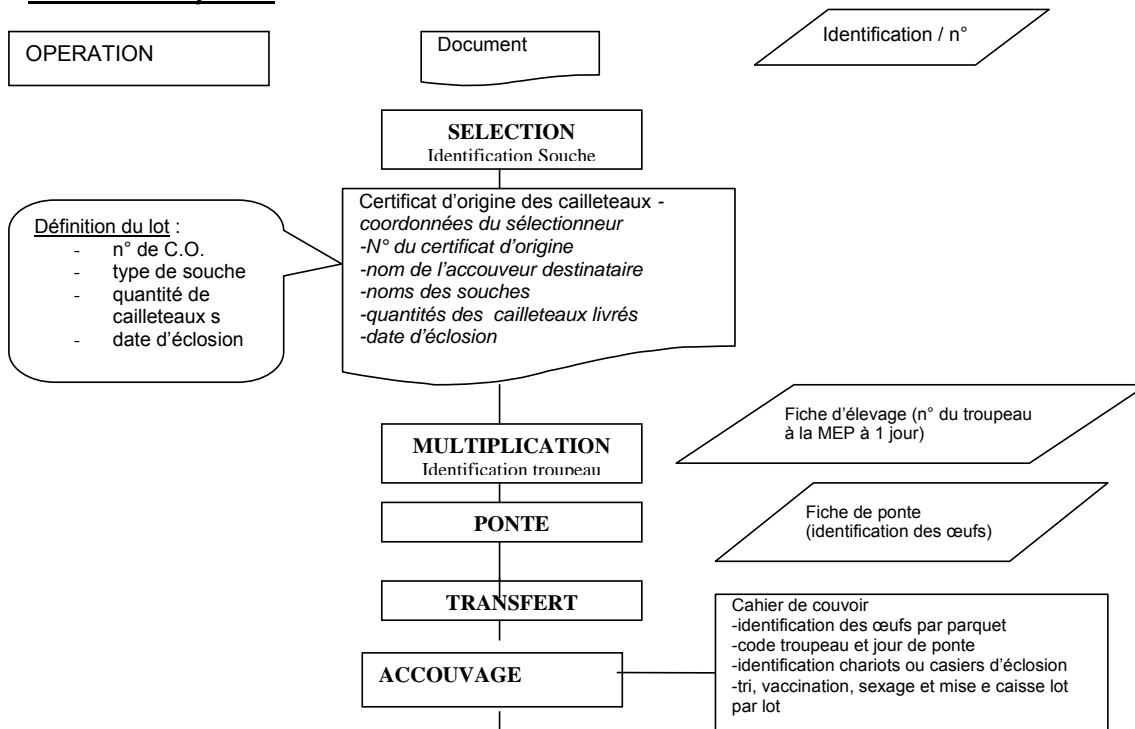 OPERATION
Document
Identification / n°
SELECTION
Identification Souche
Définition du lot :
- n° de C.O.
- type de souche
- quantité de
cailleteaux s
- date d'éclosion
Certificat d'origine des cailleteaux -
coordonnées du sélectionneur
-N° du certificat d'origine
-nom de l'accouveur destinataire
-noms des souches
-quantités des cailleteaux livrés
-date d'éclosion
MULTIPLICATION
Identification troupeau
Fiche d'élevage (n° du troupeau
à la MEP à 1 jour)
PONTE
Fiche de ponte
(identification des œufs)
TRANSFERT
ACCOUVAGE
Cahier de couvoir
-identification des œufs par parquet
-code troupeau et jour de ponte
-identification chariots ou casiers d'éclosion
-tri, vaccination, sexage et mise e caisse lot
par lot